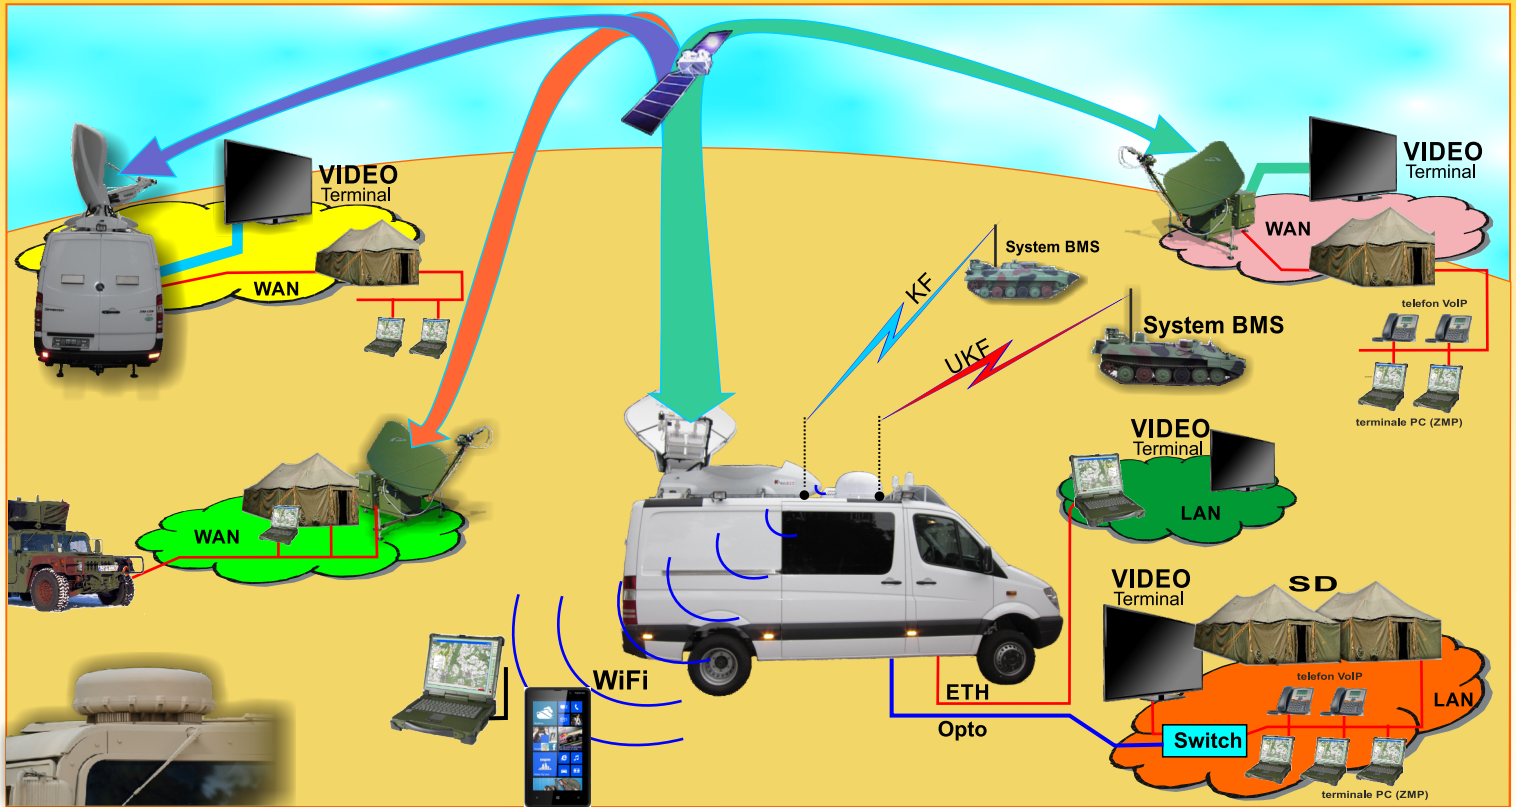 VIDEO
Terminal
WAN
VIDEO
Terminal
WAN
telefon VoIP
terminale PC (ZMP)
System BMS
KF
System BMS
UKF
WAN
VIDEO
Terminal
LAN
VIDEO
Terminal
SD
telefon VoIP
LAN
Switch
terminale PC (ZMP)
WiFi
ETH
Opto